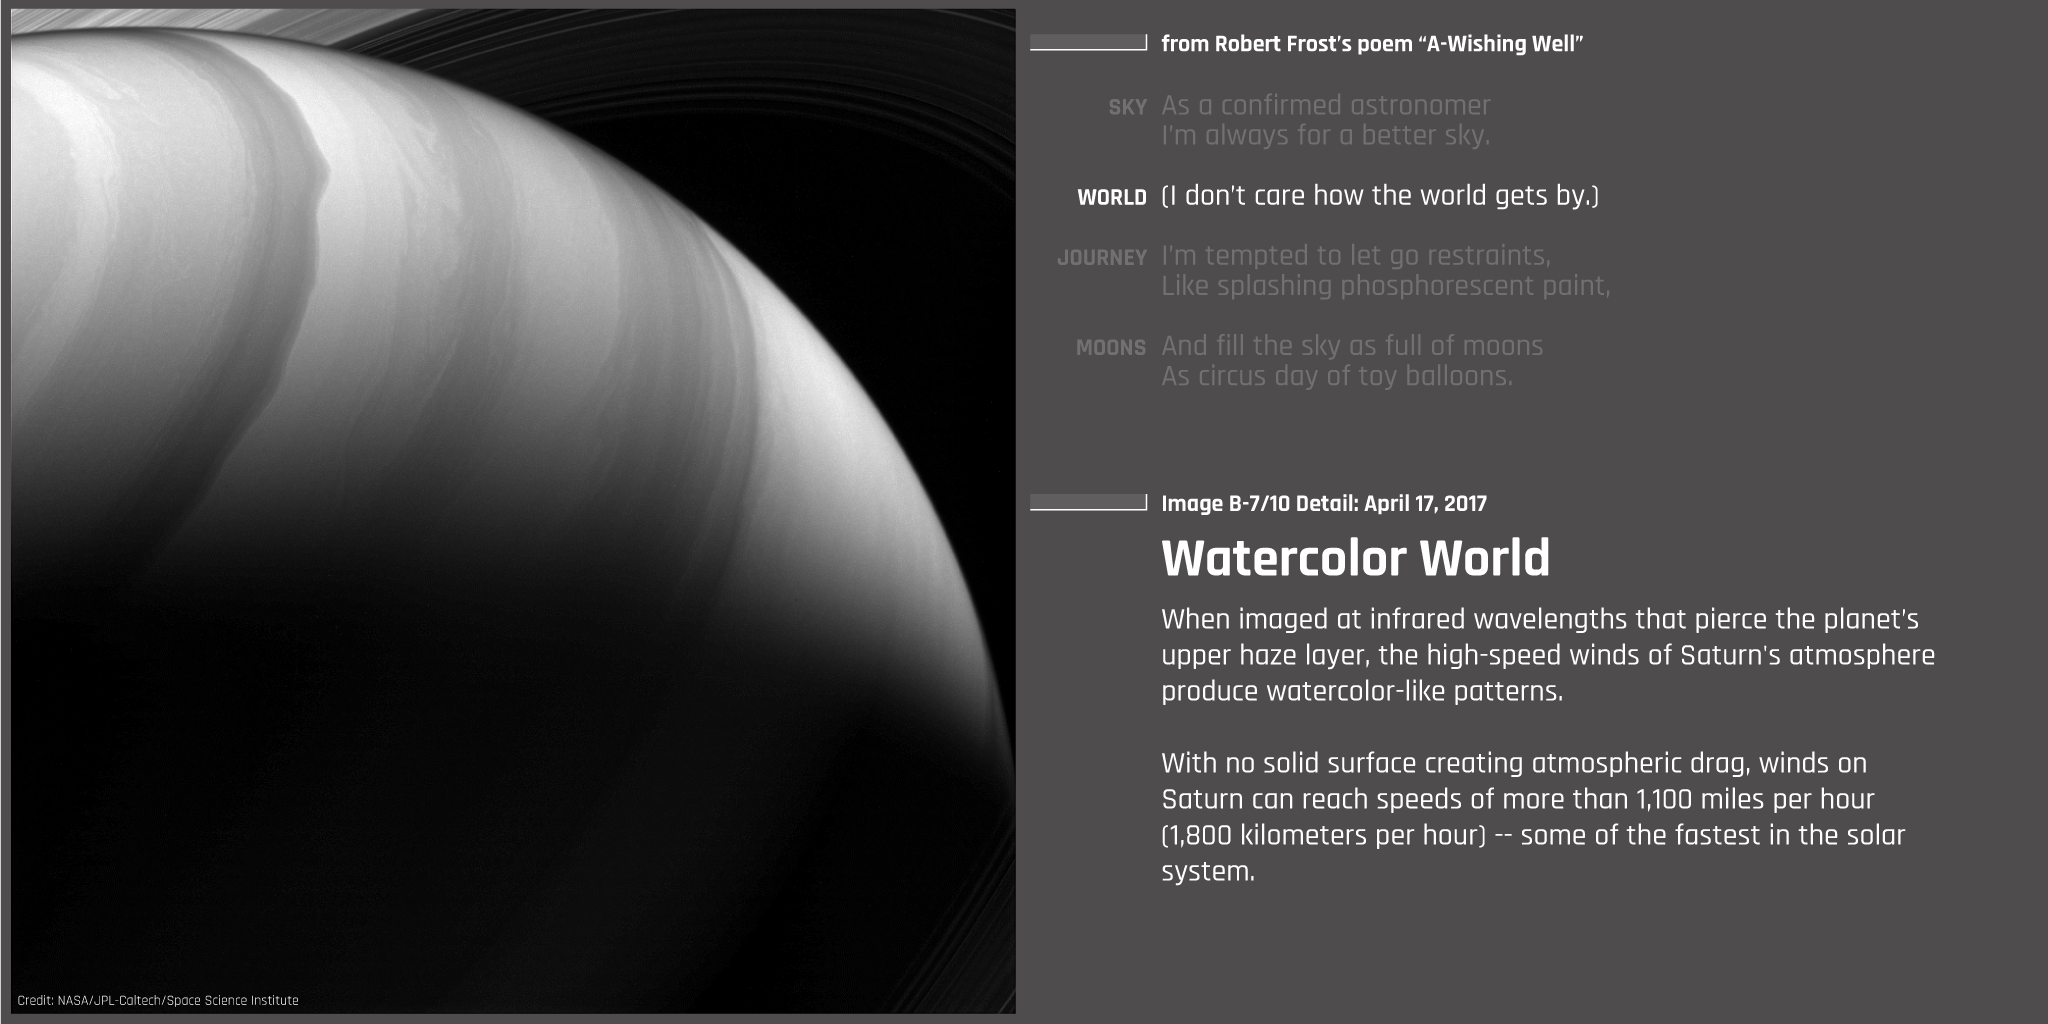 from Robert Frost’s poem “A-Wishing Well”
SKY As a confirmed astronomer
I’m always for a better sky.
WORLD (I don’t care how the world gets by.)
JOURNEY I’m tempted to let go restraints,
Like splashing phosphorescent paint,
MOONS And fill the sky as full of moons
As circus day of toy balloons.
Image B-7/10 Detail: April 17, 2017
Watercolor World
When imaged at infrared wavelengths that pierce the planet’s
upper haze layer, the high-speed winds of Saturn's atmosphere
produce watercolor-like patterns.
With no solid surface creating atmospheric drag, winds on
Saturn can reach speeds of more than 1,100 miles per hour
(1,800 kilometers per hour) -- some of the fastest in the solar
system.
Credit: NASA/JPL-Caltech/Space Science Institute